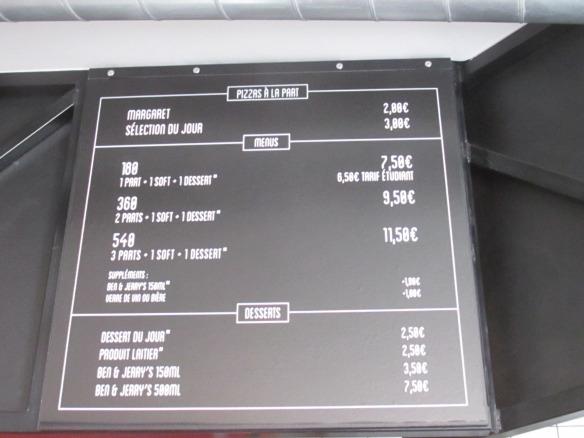 PIZZAS À LA PART
MARGARET 2,00€
SÉLECTION DU JOUR 3,00€
MENUS
180 7,50€
1 PART + 1 SOFT + 1 DESSERT* 6,50€ TARIF ÉTUDIANT
360 9,50€
2 PARTS + 1 SOFT + 1 DESSERT*
540 11,50€
3 PARTS + 1 SOFT + 1 DESSERT*
SUPPLÉMENTS :
BEN & JERRY'S 150ML* +1,00€
VERRE DE VIN OU BIÈRE +1,00€
DESSERTS
DESSERT DU JOUR* 2,50€
PRODUIT LAITIER* 2,50€
BEN & JERRY'S 150ML 3,50€
BEN & JERRY'S 500ML 7,50€